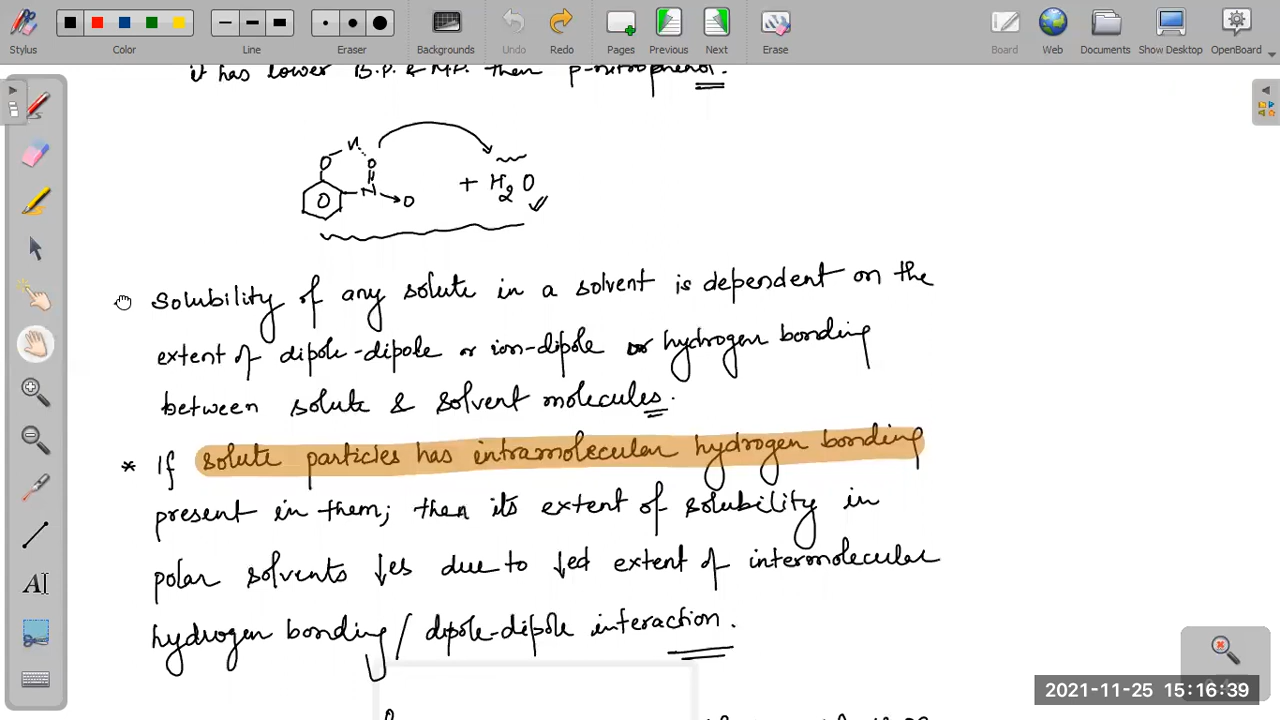 Stylus Color Line Eraser Backgrounds Undo Redo Pages Previous Next Erase Board Web Documents Show Desktop OpenBoard
it has lower B.P. & M.P. then p-nitrophenol.
H
O O
+ H2O
O N O
Solubility of any solute in a solvent is dependent on the
extent of dipole-dipole or ion-dipole or hydrogen bonding
between solute & solvent molecules.
* If solute particles has intramolecular hydrogen bonding
present in them; then its extent of solubility in
polar solvents ↓es due to ↓ed extent of intermolecular
hydrogen bonding / dipole-dipole interaction.
2021-11-25 15:16:39